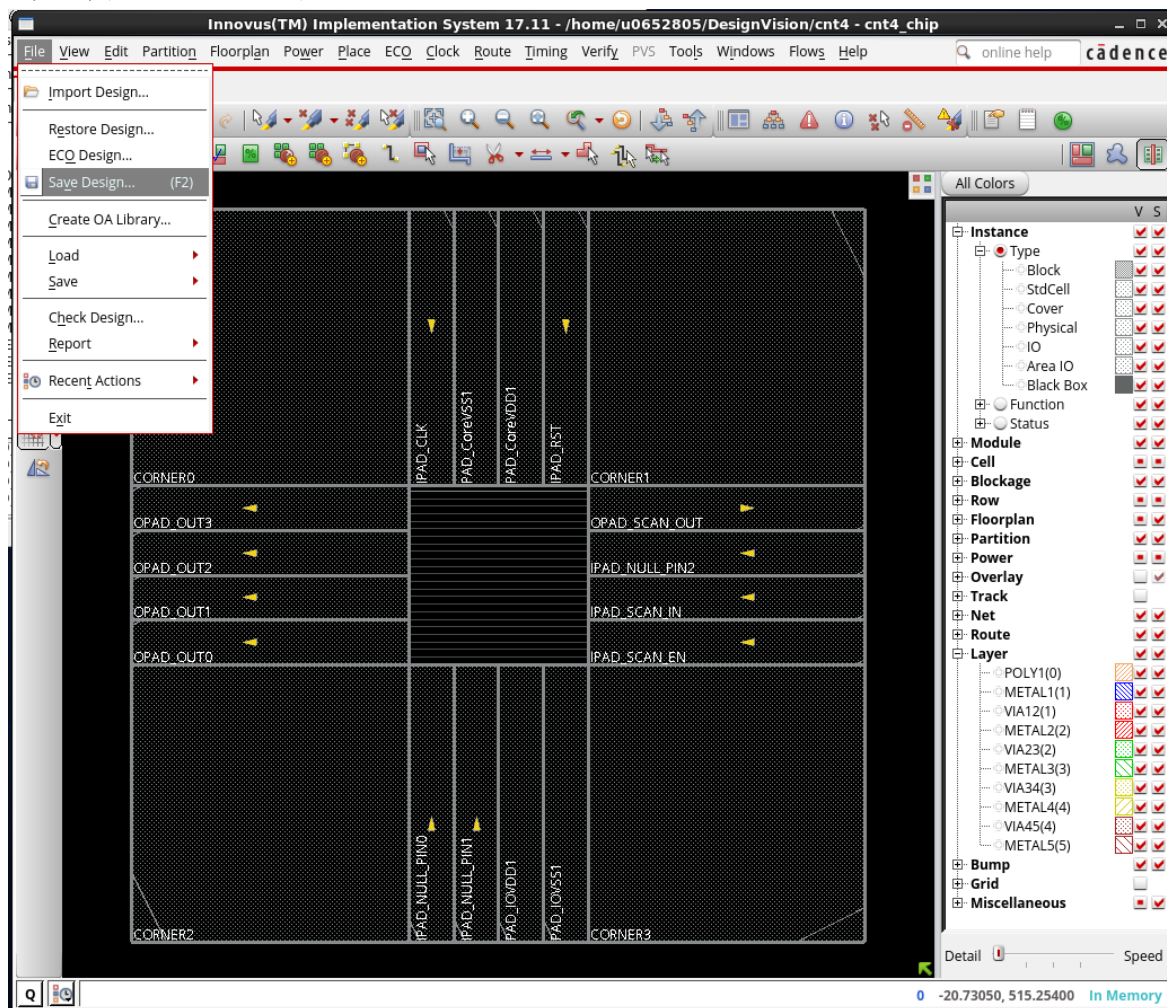 Innovus(TM) Implementation System 17.11 - /home/u0652805/DesignVision/cnt4 - cnt4_chip
File View Edit Partition Floorplan Power Place ECO Clock Route Timing Verify PVS Tools Windows Flows Help
online help
cādence
Import Design...
Restore Design...
ECO Design...
Save Design... (F2)
Create OA Library...
Load
Save
Check Design...
Report
Recent Actions
Exit
CORNER0
IPAD_CLK
PAD_CoreVSS1
PAD_CoreVDD1
IPAD_RST
CORNER1
OPAD_OUT3
OPAD_SCAN_OUT
OPAD_OUT2
IPAD_NULL_PIN2
OPAD_OUT1
IPAD_SCAN_IN
OPAD_OUT0
IPAD_SCAN_EN
CORNER2
IPAD_NULL_PIN0
IPAD_NULL_PIN1
PAD_IOVDD1
PAD_IOVSS1
CORNER3
All Colors
V S
Instance
Type
Block
StdCell
Cover
Physical
IO
Area IO
Black Box
Function
Status
Module
Cell
Blockage
Row
Floorplan
Partition
Power
Overlay
Track
Net
Route
Layer
POLY1(0)
METAL1(1)
VIA12(1)
METAL2(2)
VIA23(2)
METAL3(3)
VIA34(3)
METAL4(4)
VIA45(4)
METAL5(5)
Bump
Grid
Miscellaneous
Detail Speed
Q
0 -20.73050, 515.25400 In Memory